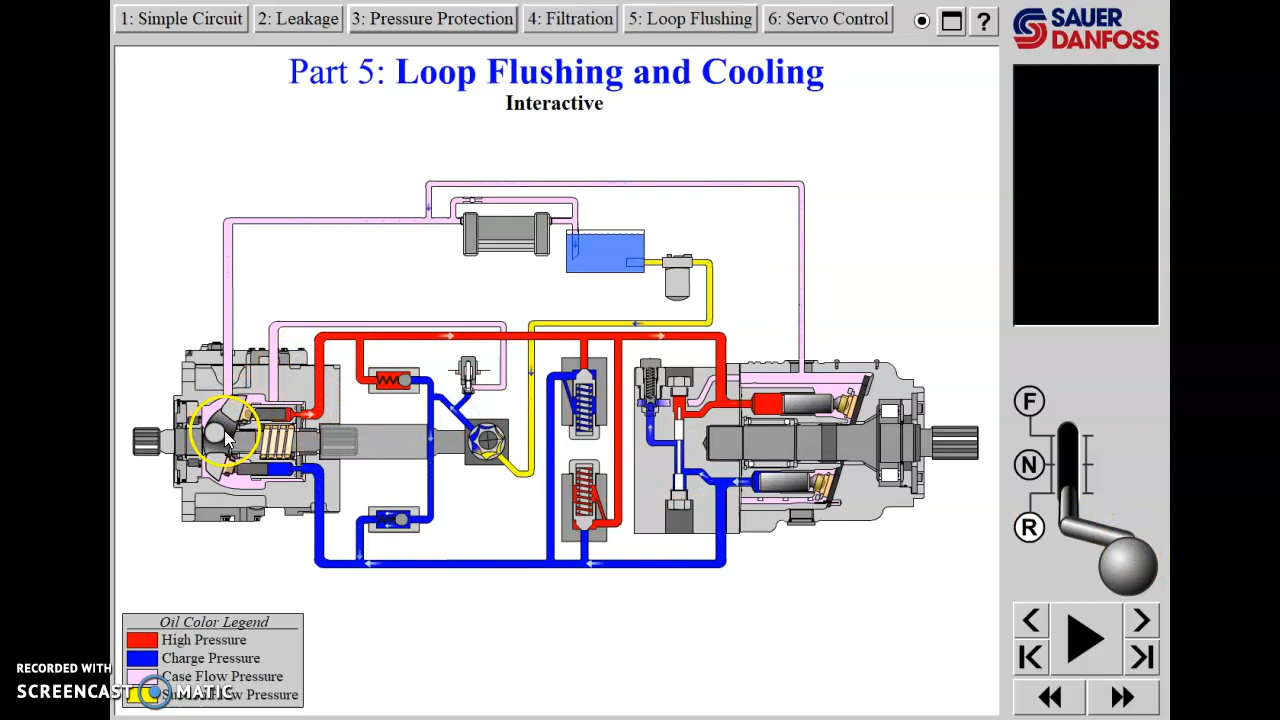 1: Simple Circuit
2: Leakage
3: Pressure Protection
4: Filtration
5: Loop Flushing
6: Servo Control
?
SAUER
DANFOSS
Part 5: Loop Flushing and Cooling
Interactive
F
N
R
Oil Color Legend
High Pressure
Charge Pressure
Case Flow Pressure
Pressure
RECORDED WITH
SCREENCAST MATIC